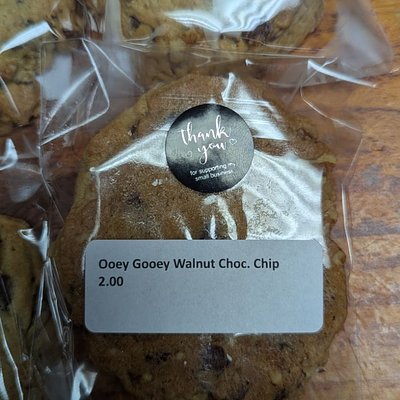 thank
you
for supporting my
small business
Ooey Gooey Walnut Choc. Chip
2.00